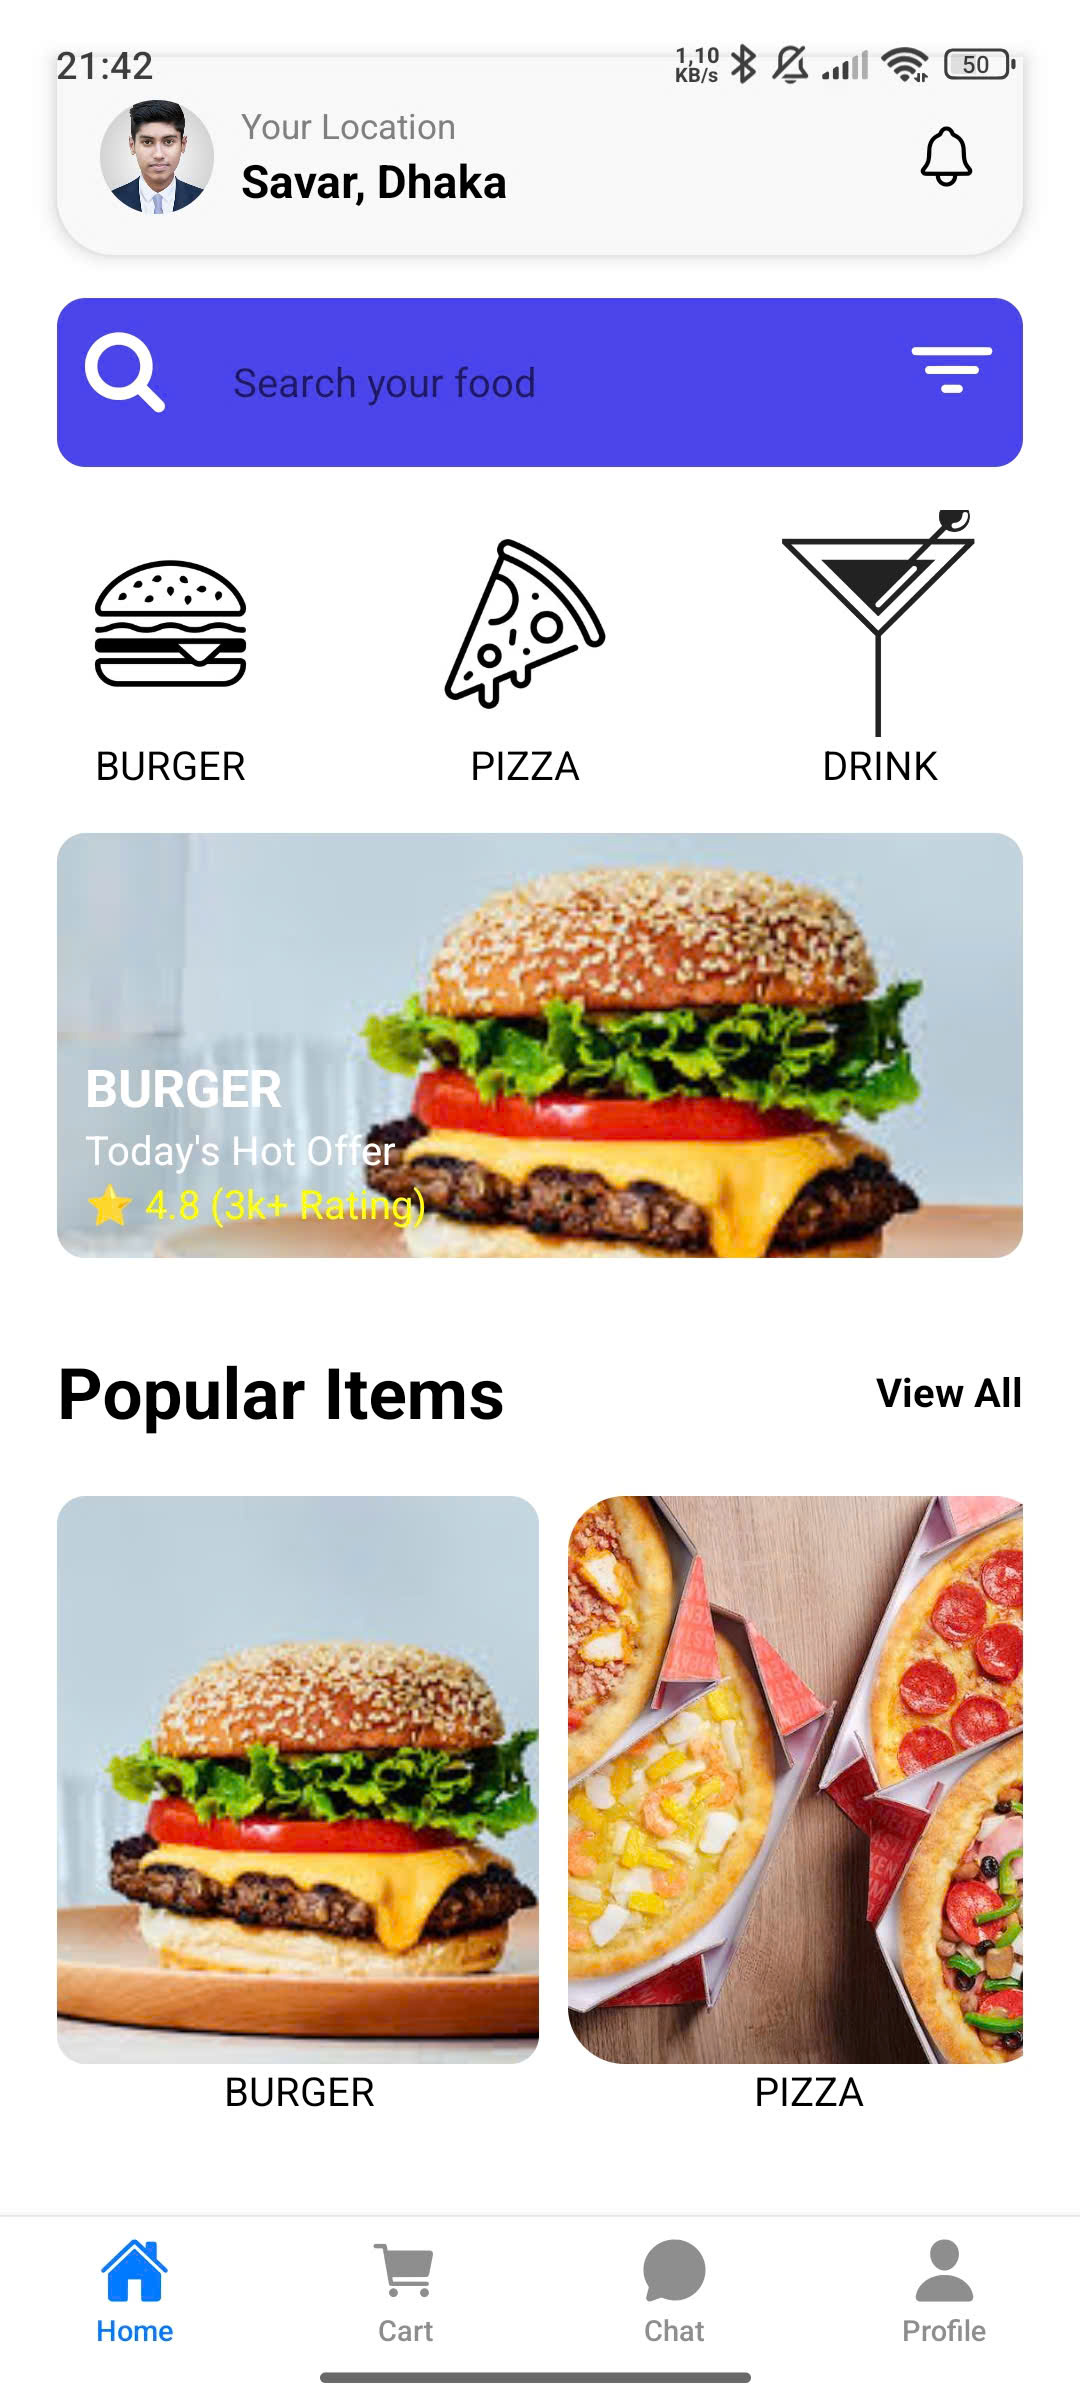 21:42
1,10
KB/s
50
Your Location
Savar, Dhaka
Search your food
BURGER
PIZZA
DRINK
BURGER
Today's Hot Offer
⭐ 4.8 (3k+ Rating)
Popular Items
View All
BURGER
PIZZA
Home
Cart
Chat
Profile